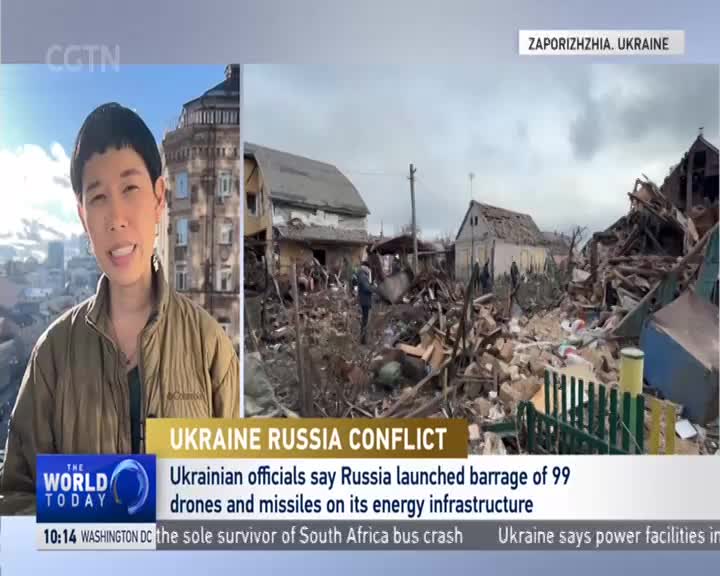 CGTN
ZAPORIZHZHIA. UKRAINE
Columbia
UKRAINE RUSSIA CONFLICT
THE
WORLD
TODAY
Ukrainian officials say Russia launched barrage of 99
drones and missiles on its energy infrastructure
10:14 WASHINGTON DC
the sole survivor of South Africa bus crash Ukraine says power facilities in